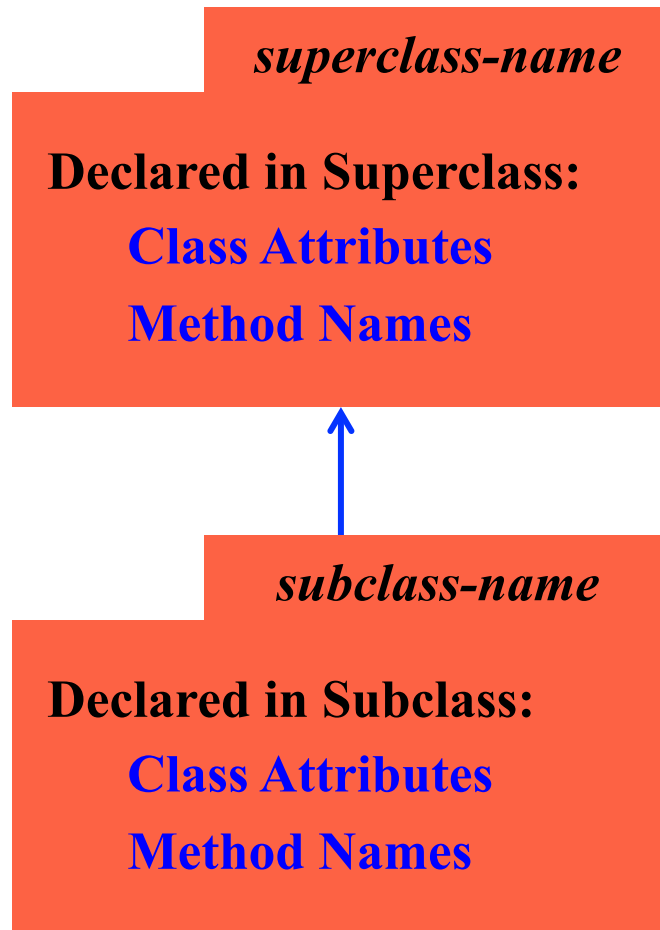 superclass-name
Declared in Superclass:
Class Attributes
Method Names
subclass-name
Declared in Subclass:
Class Attributes
Method Names